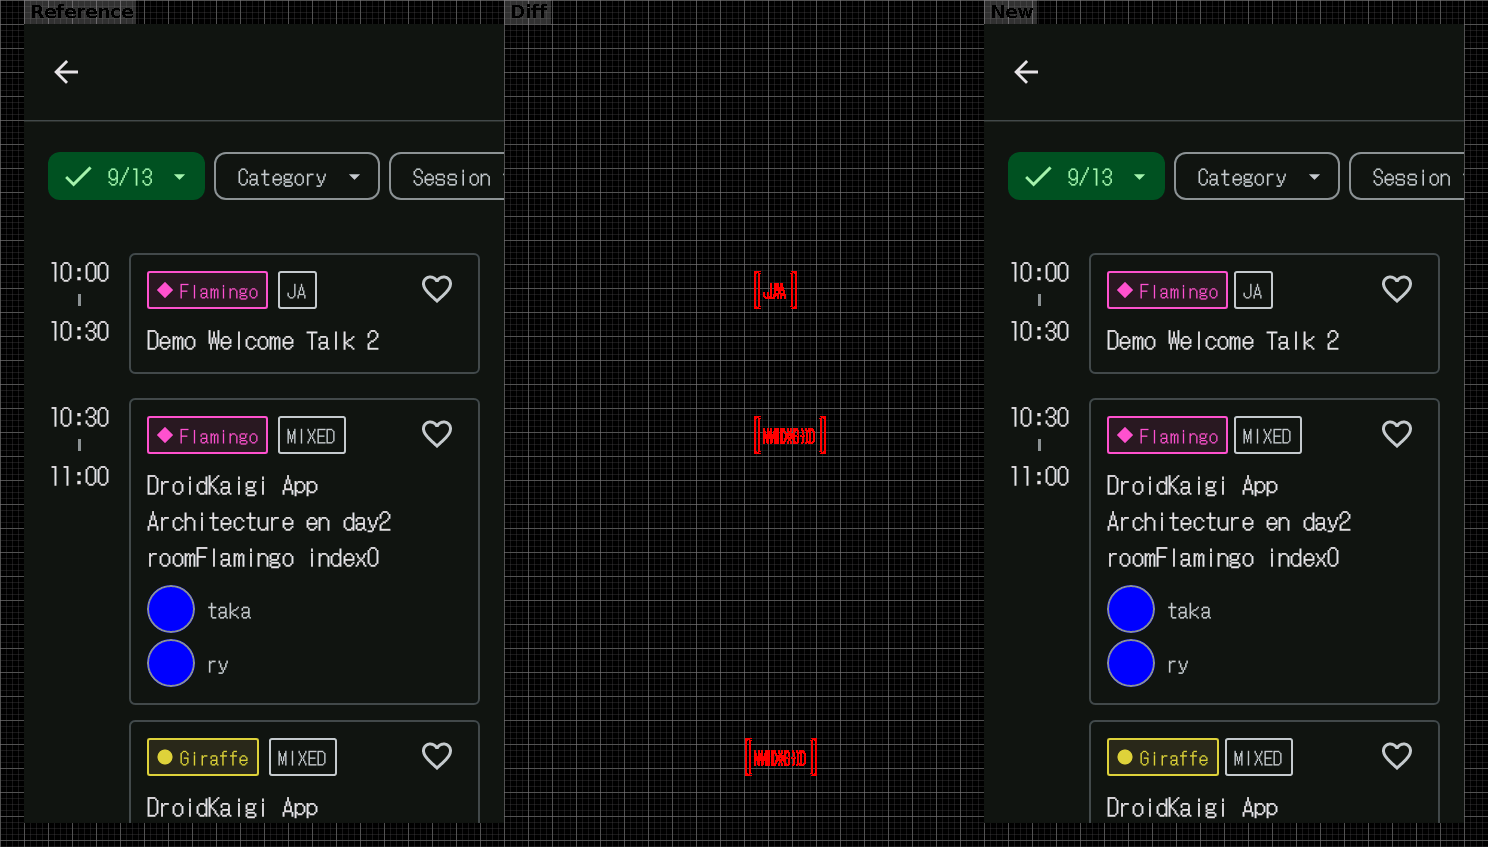 Reference
9/13 Category Session
10:00
10:30
Flamingo JA
Demo Welcome Talk 2
10:30
11:00
Flamingo MIXED
DroidKaigi App
Architecture en day2
roomFlamingo index0
taka
ry
Giraffe MIXED
DroidKaigi App
Diff
New
9/13 Category Session
10:00
10:30
Flamingo JA
Demo Welcome Talk 2
10:30
11:00
Flamingo MIXED
DroidKaigi App
Architecture en day2
roomFlamingo index0
taka
ry
Giraffe MIXED
DroidKaigi App